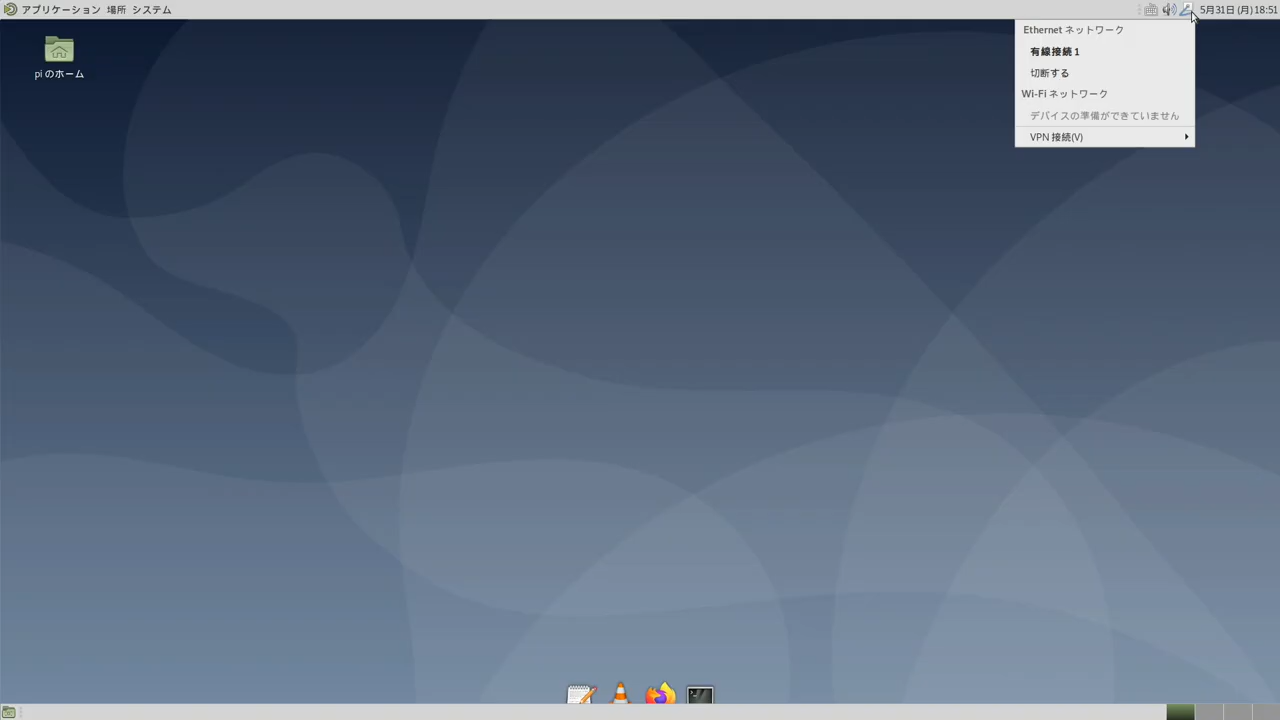 アプリケーション 場所 システム
5月31日 (月) 18:51
pi のホーム
Ethernet ネットワーク
有線接続 1
切断する
Wi-Fi ネットワーク
デバイスの準備ができていません
VPN 接続(V)